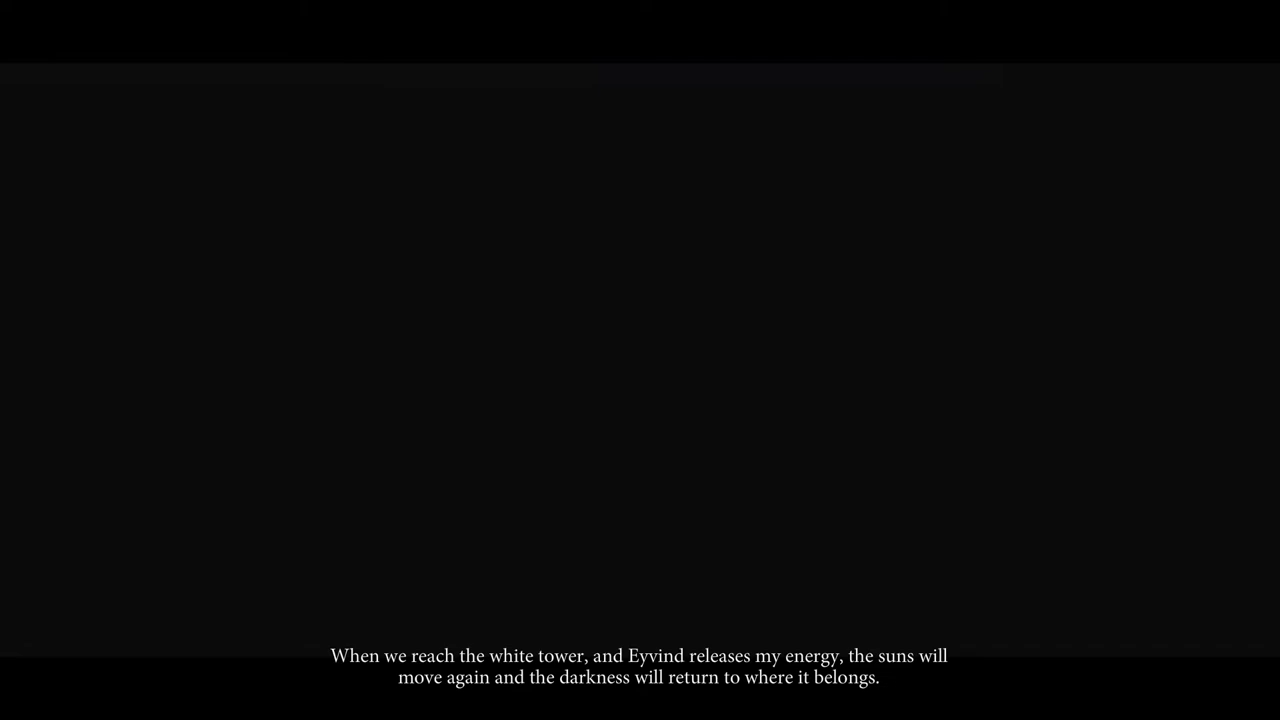 When we reach the white tower, and Eyvind releases my energy, the suns will
move again and the darkness will return to where it belongs.